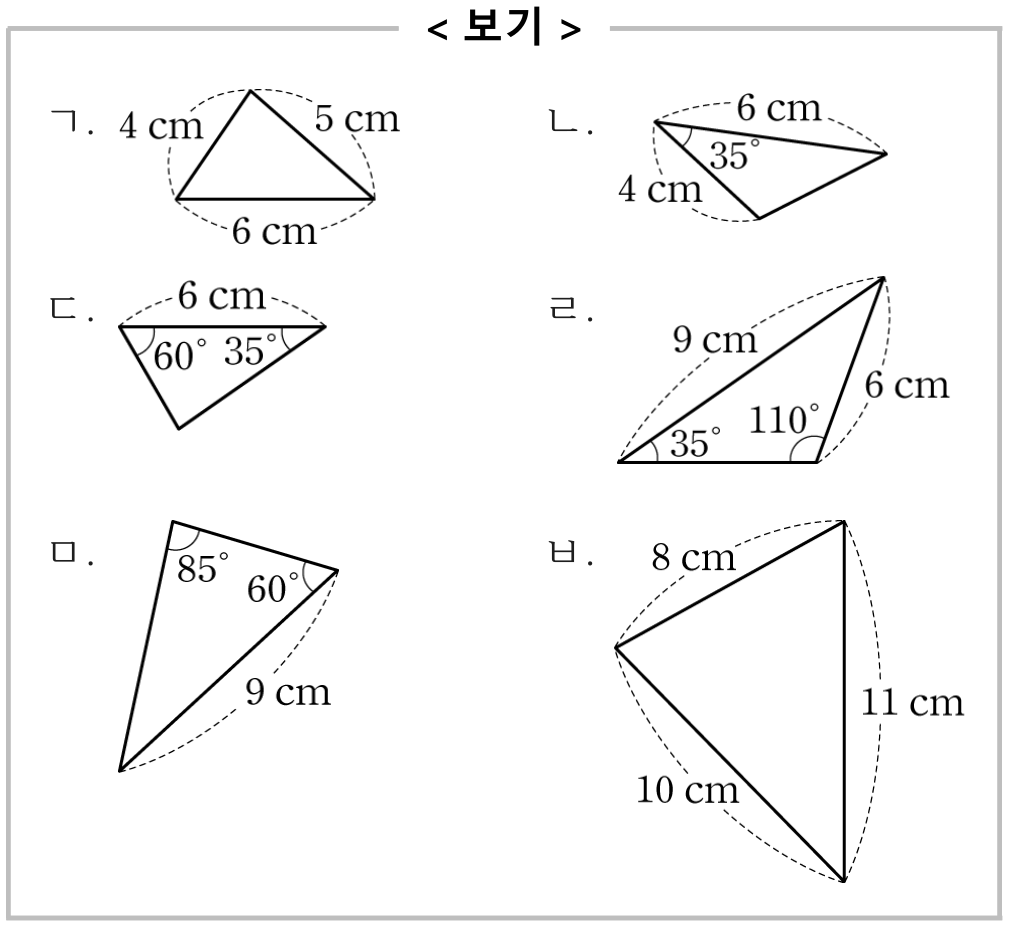 < 보기 >
ㄱ. 4 cm 5 cm
6 cm
ㄴ. 6 cm
35°
4 cm
ㄷ. 6 cm
60° 35°
ㄹ. 9 cm
6 cm
35° 110°
ㅁ. 85° 60°
9 cm
ㅂ. 8 cm
11 cm
10 cm